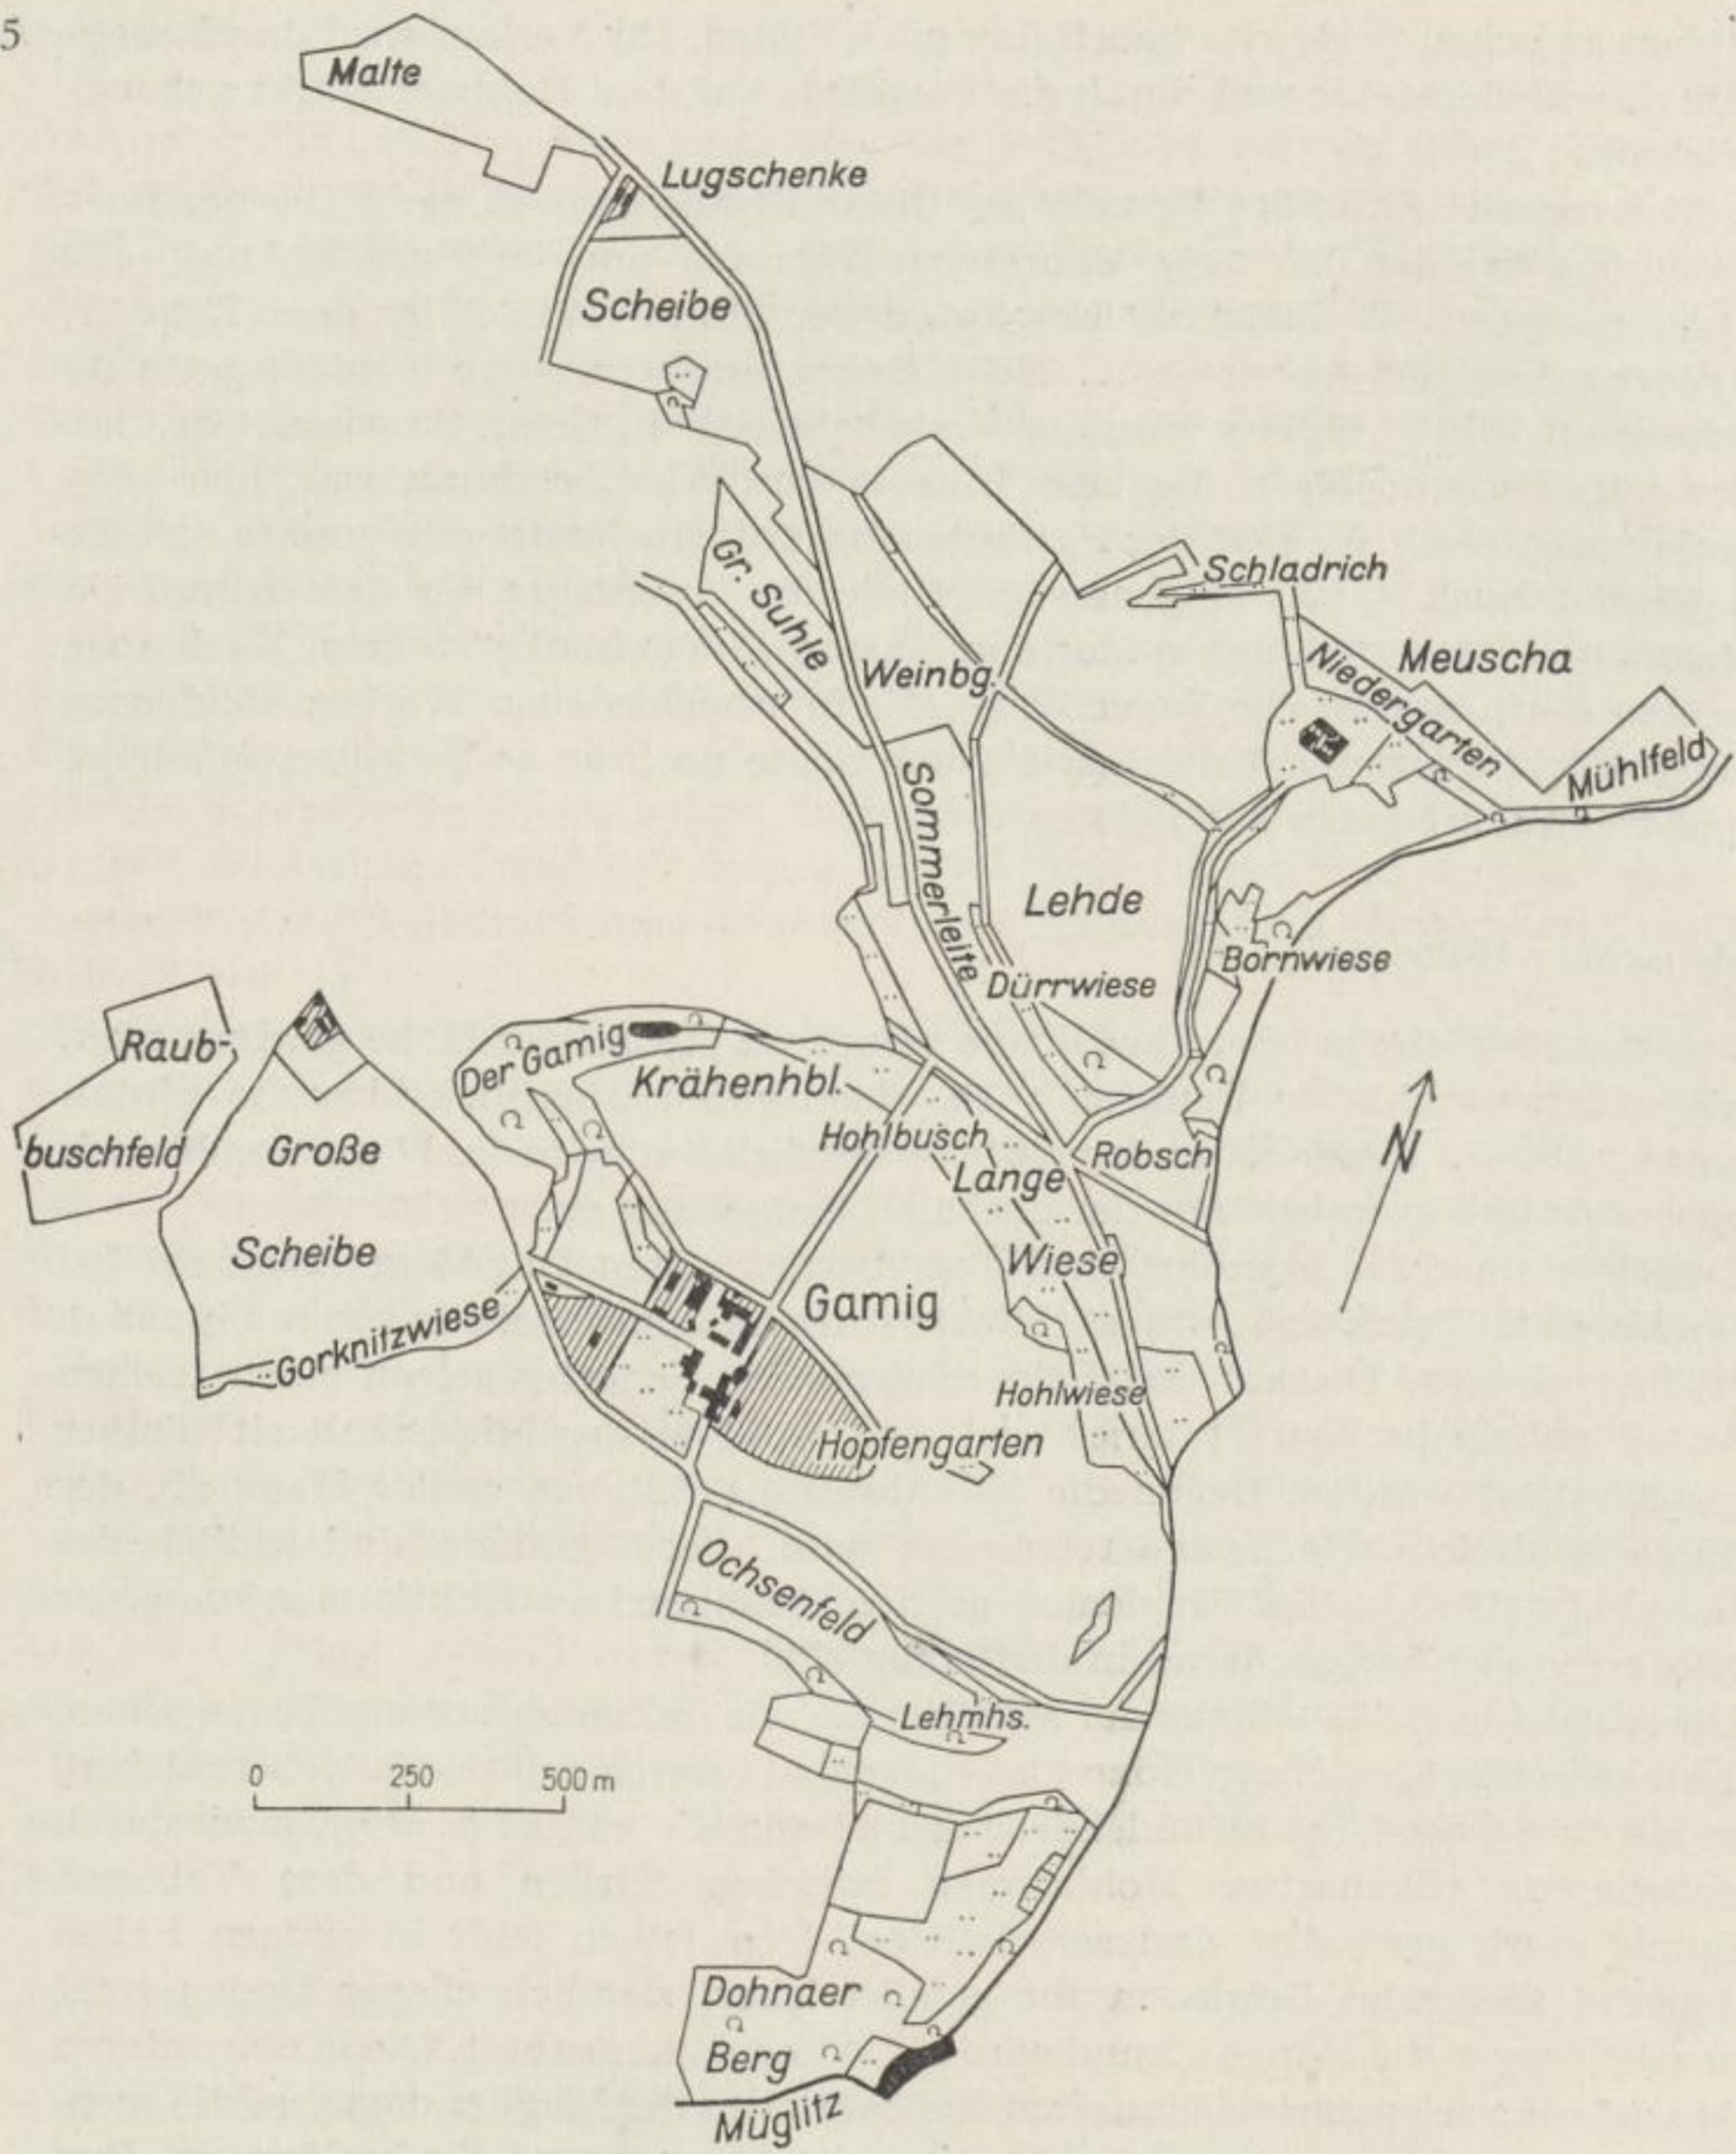 5
Malte
Lugschenke
Scheibe
Gr. Suhle
Schladrich
Weinbg.
Niedergarten
Meuscha
Mühlfeld
Sommerleite
Lehde
Bornwiese
Dürrwiese
Raub-
buschfeld
Der Gamig
Krähenhbl.
Hohlbusch
Große
Scheibe
Lange
Wiese
Robsch
N
Gorknitzwiese
Gamig
Hohlwiese
Hopfengarten
Ochsenfeld
Lehmhs.
0 250 500 m
Dohnaer
Berg
Müglitz